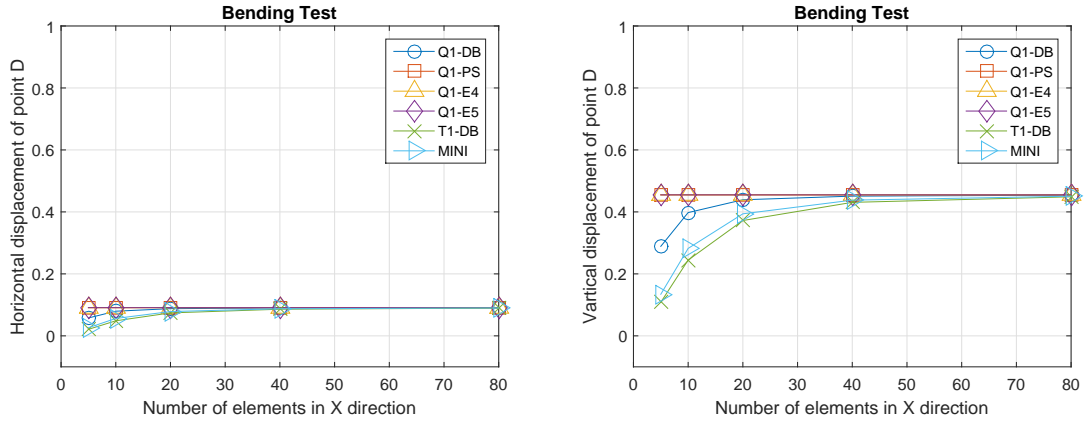 Bending Test
Horizontal displacement of point D
1
0.8
0.6
0.4
0.2
0
Q1-DB
Q1-PS
Q1-E4
Q1-E5
T1-DB
MINI
0 10 20 30 40 50 60 70 80
Number of elements in X direction
Bending Test
Vartical displacement of point D
1
0.8
0.6
0.4
0.2
0
Q1-DB
Q1-PS
Q1-E4
Q1-E5
T1-DB
MINI
0 10 20 30 40 50 60 70 80
Number of elements in X direction